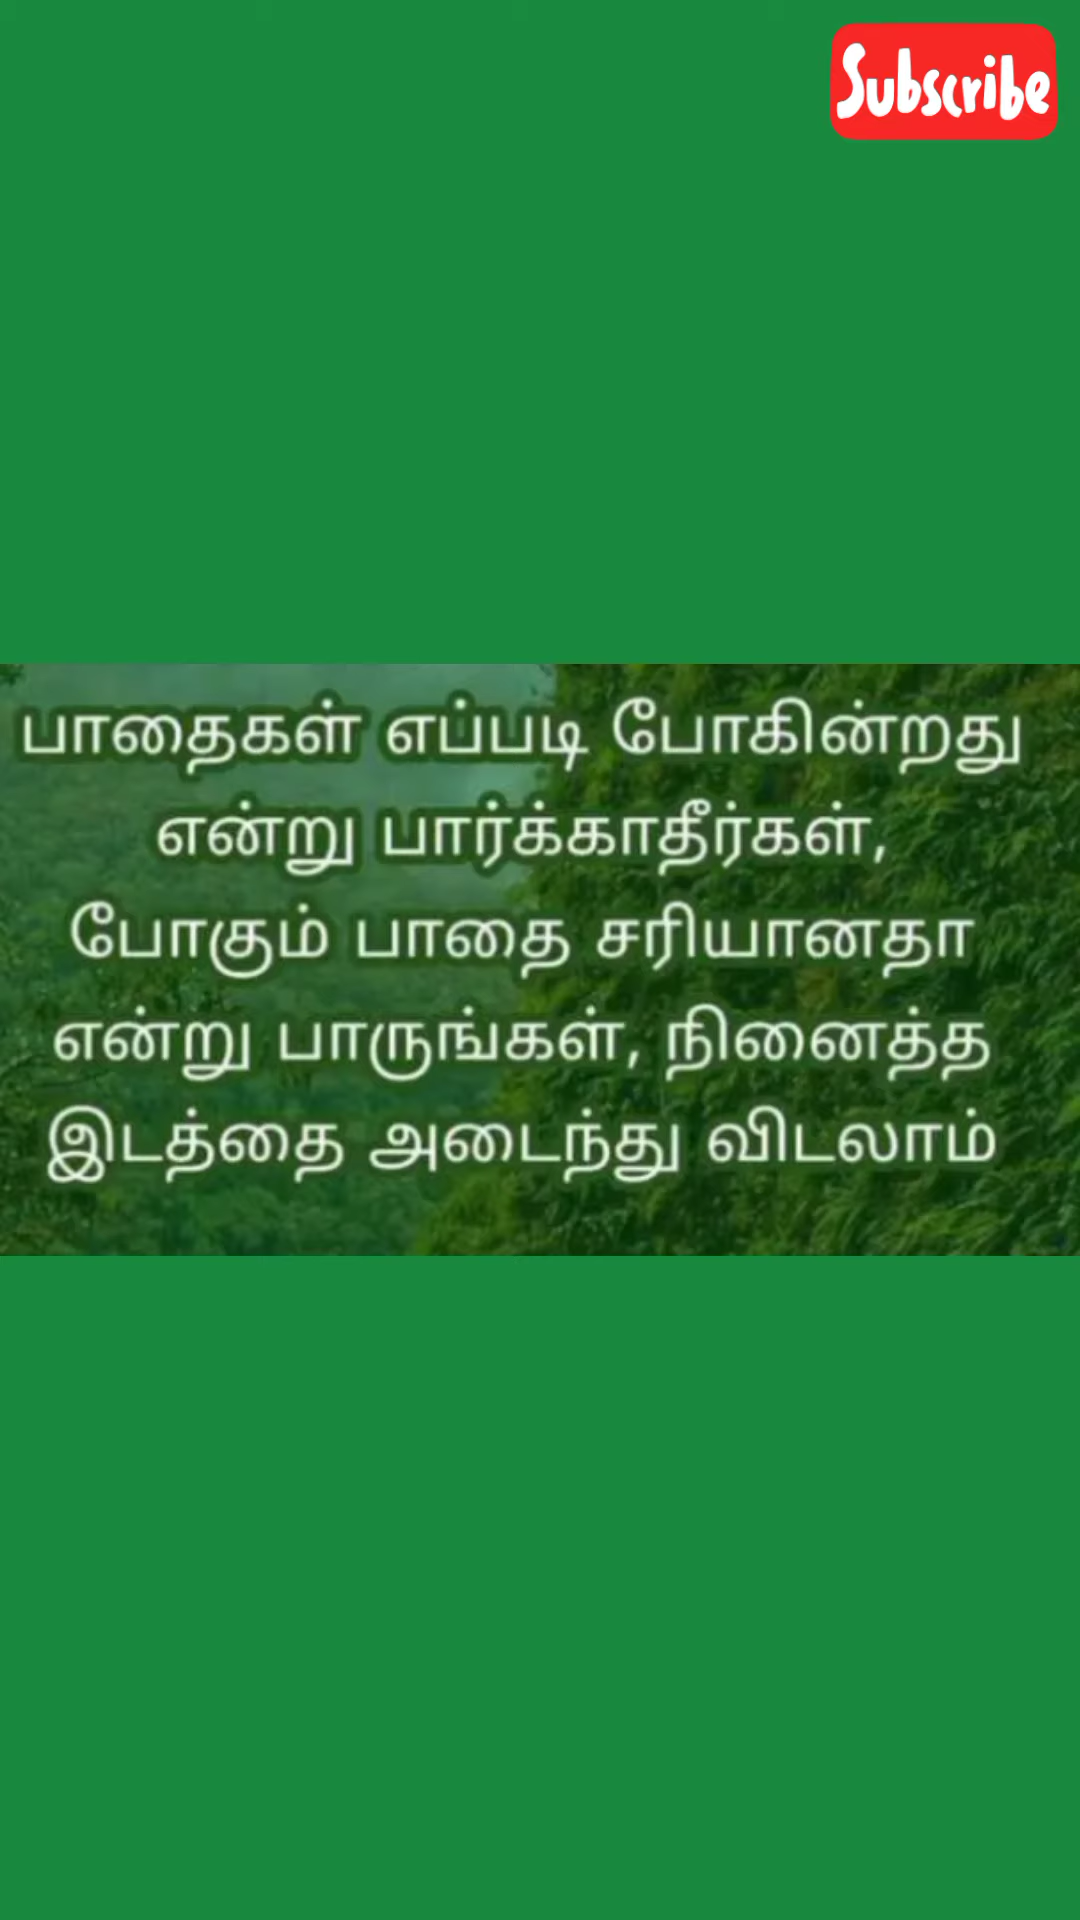 Subscribe
பாதைகள் எப்படி போகின்றது
என்று பார்க்காதீர்கள்,
போகும் பாதை சரியானதா
என்று பாருங்கள், நினைத்த
இடத்தை அடைந்து விடலாம்